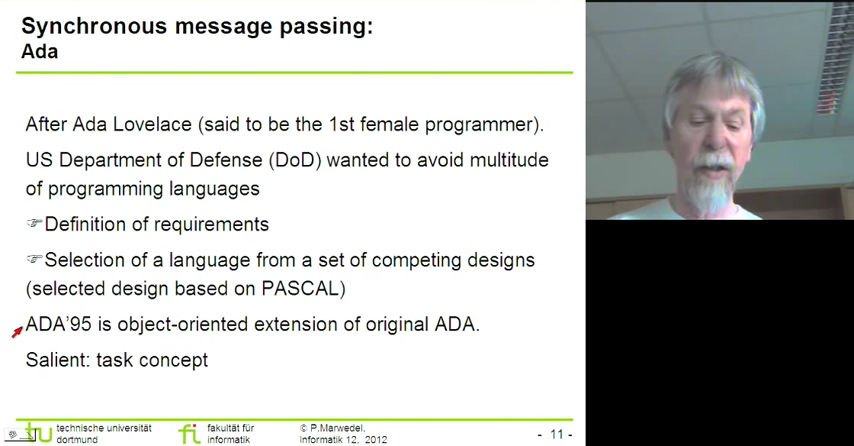 Synchronous message passing:
Ada
After Ada Lovelace (said to be the 1st female programmer).
US Department of Defense (DoD) wanted to avoid multitude
of programming languages
☞Definition of requirements
☞Selection of a language from a set of competing designs
(selected design based on PASCAL)
ADA’95 is object-oriented extension of original ADA.
Salient: task concept
tu technische universität
dortmund
fi fakultät für
informatik
© P.Marwedel,
Informatik 12, 2012
- 11 -